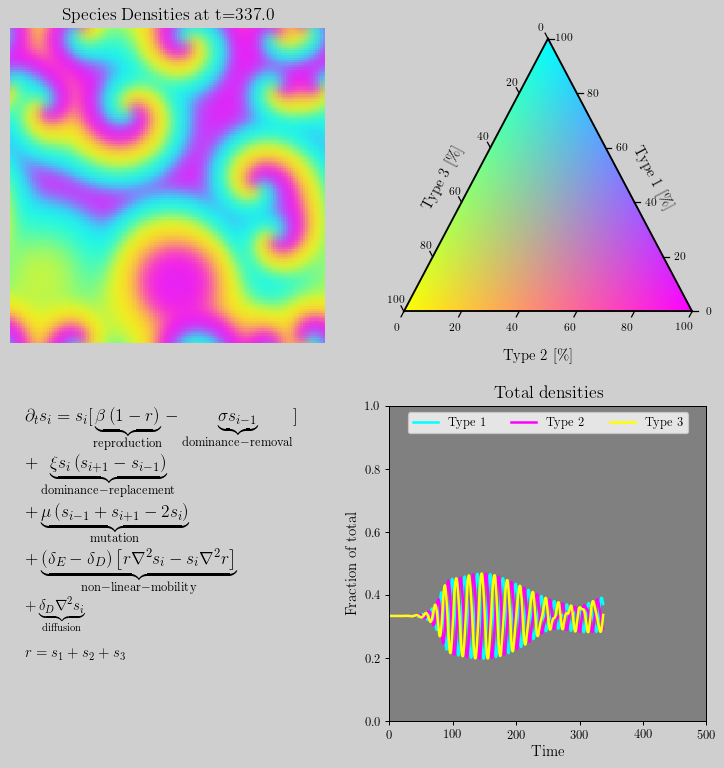 Species Densities at t=337.0
0
100
20
80
40
60
Type 3 [%]
Type 1 [%]
60
40
80
20
100
0
0
20
40
60
80
100
Type 2 [%]
∂ₜsᵢ = sᵢ[ β (1 − r) − σsᵢ₋₁ ]
reproduction dominance−removal
+ ξsᵢ (sᵢ₊₁ − sᵢ₋₁)
dominance−replacement
+ μ (sᵢ₋₁ + sᵢ₊₁ − 2sᵢ)
mutation
+ (δ_E − δ_D) [r∇²sᵢ − sᵢ∇²r]
non−linear−mobility
+ δ_D∇²sᵢ
diffusion
r = s₁ + s₂ + s₃
Total densities
Type 1 Type 2 Type 3
1.0
0.8
0.6
0.4
0.2
0.0
Fraction of total
0 100 200 300 400 500
Time